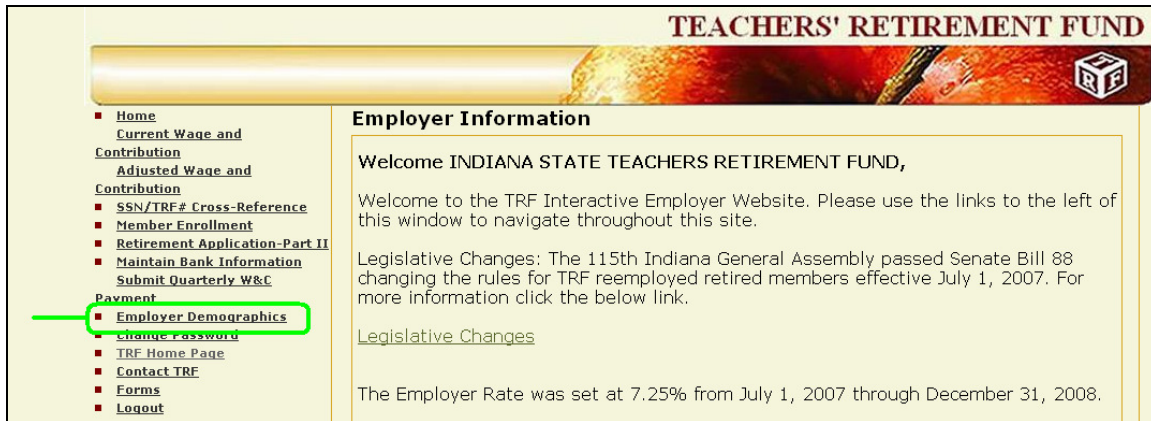 TEACHERS' RETIREMENT FUND
T
R F
Home
Current Wage and
Contribution
Adjusted Wage and
Contribution
SSN/TRF# Cross-Reference
Member Enrollment
Retirement Application-Part II
Maintain Bank Information
Submit Quarterly W&C
Payment
Employer Demographics
Change Password
TRF Home Page
Contact TRF
Forms
Logout
Employer Information
Welcome INDIANA STATE TEACHERS RETIREMENT FUND,
Welcome to the TRF Interactive Employer Website. Please use the links to the left of
this window to navigate throughout this site.
Legislative Changes: The 115th Indiana General Assembly passed Senate Bill 88
changing the rules for TRF reemployed retired members effective July 1, 2007. For
more information click the below link.
Legislative Changes
The Employer Rate was set at 7.25% from July 1, 2007 through December 31, 2008.